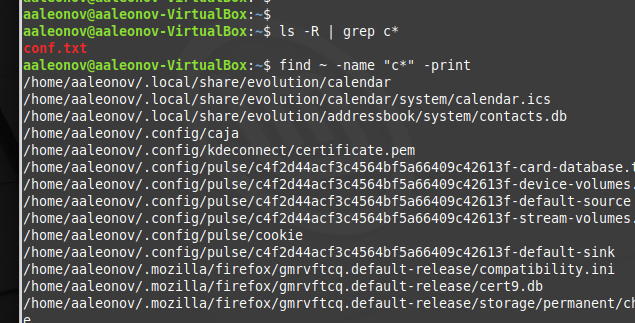 aaleonov@aaleonov-VirtualBox:~$
aaleonov@aaleonov-VirtualBox:~$
aaleonov@aaleonov-VirtualBox:~$ ls -R | grep c*
conf.txt
aaleonov@aaleonov-VirtualBox:~$ find ~ -name "c*" -print
/home/aaleonov/.local/share/evolution/calendar
/home/aaleonov/.local/share/evolution/calendar/system/calendar.ics
/home/aaleonov/.local/share/evolution/addressbook/system/contacts.db
/home/aaleonov/.config/caja
/home/aaleonov/.config/kdeconnect/certificate.pem
/home/aaleonov/.config/pulse/c4f2d44acf3c4564bf5a66409c42613f-card-database.t
/home/aaleonov/.config/pulse/c4f2d44acf3c4564bf5a66409c42613f-device-volumes.
/home/aaleonov/.config/pulse/c4f2d44acf3c4564bf5a66409c42613f-default-source
/home/aaleonov/.config/pulse/c4f2d44acf3c4564bf5a66409c42613f-stream-volumes.
/home/aaleonov/.config/pulse/cookie
/home/aaleonov/.config/pulse/c4f2d44acf3c4564bf5a66409c42613f-default-sink
/home/aaleonov/.mozilla/firefox/gmrvftcq.default-release/compatibility.ini
/home/aaleonov/.mozilla/firefox/gmrvftcq.default-release/cert9.db
/home/aaleonov/.mozilla/firefox/gmrvftcq.default-release/storage/permanent/ch
e